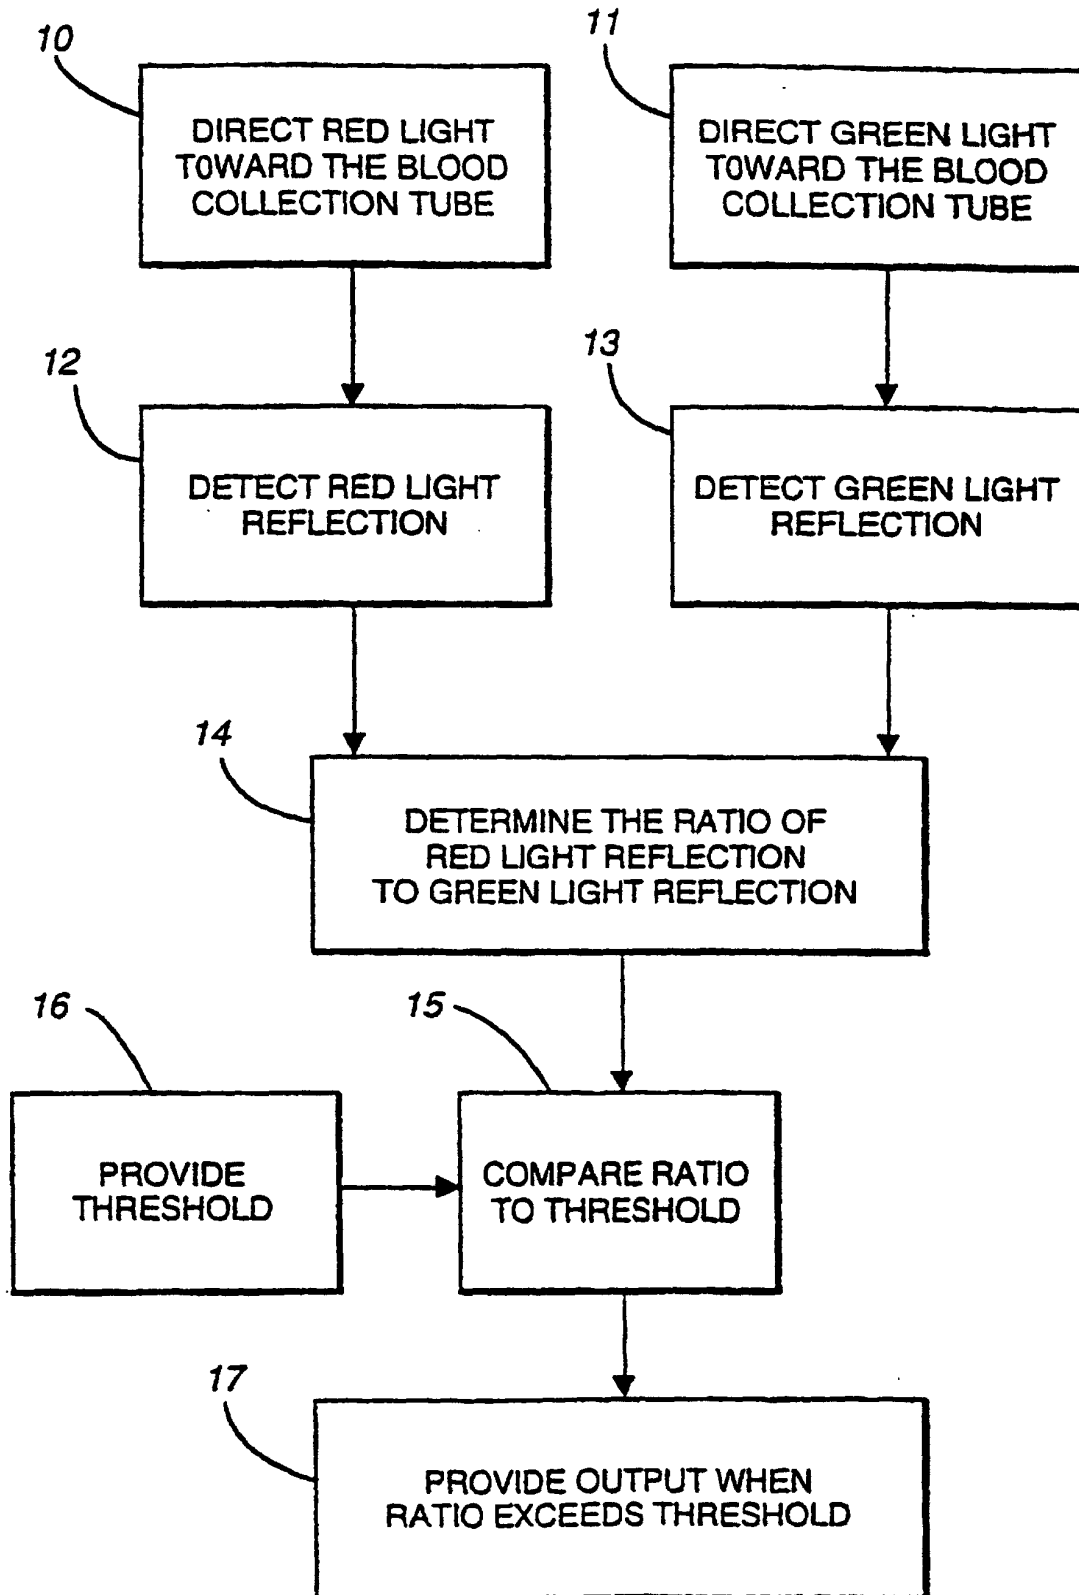 10
DIRECT RED LIGHT
TOWARD THE BLOOD
COLLECTION TUBE
11
DIRECT GREEN LIGHT
TOWARD THE BLOOD
COLLECTION TUBE
12
DETECT RED LIGHT
REFLECTION
13
DETECT GREEN LIGHT
REFLECTION
14
DETERMINE THE RATIO OF
RED LIGHT REFLECTION
TO GREEN LIGHT REFLECTION
16
PROVIDE
THRESHOLD
15
COMPARE RATIO
TO THRESHOLD
17
PROVIDE OUTPUT WHEN
RATIO EXCEEDS THRESHOLD